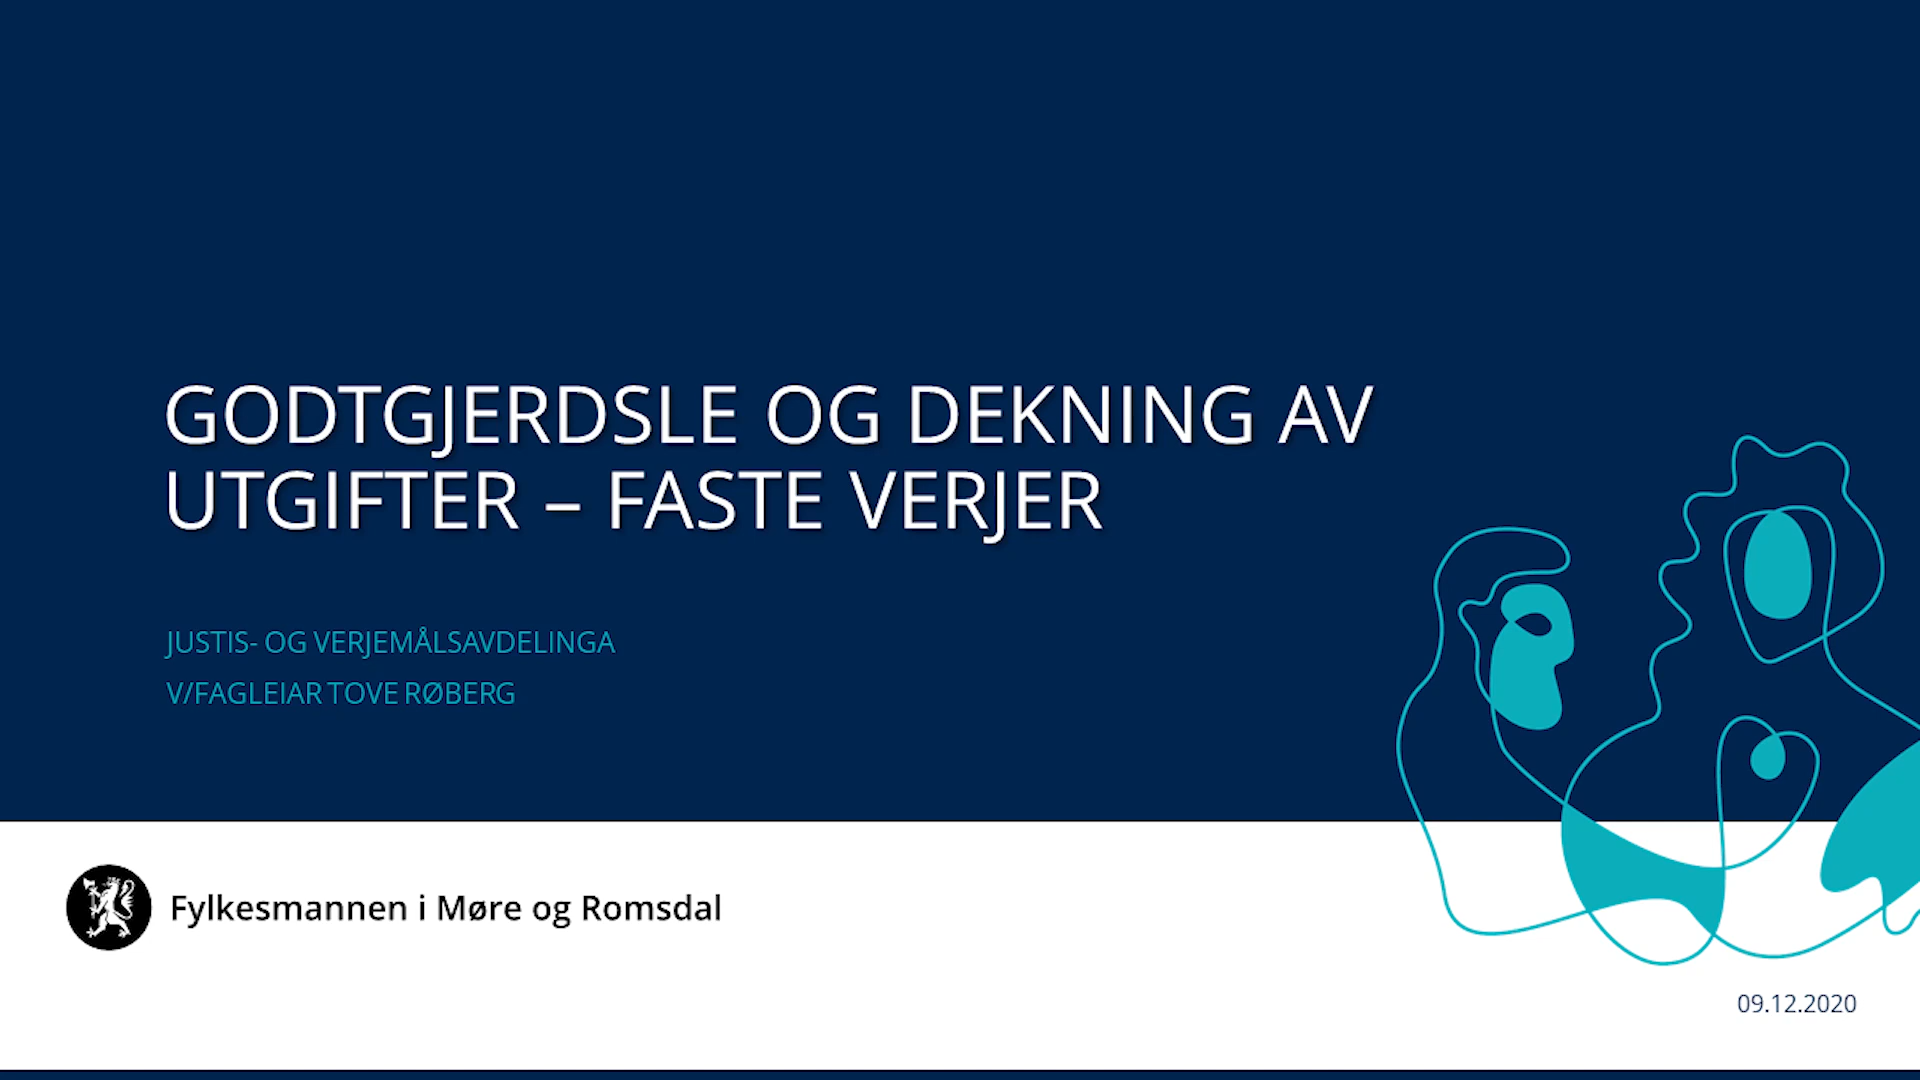 GODTGJERDSLE OG DEKNING AV
UTGIFTER – FASTE VERJER
JUSTIS- OG VERJEMÅLSAVDELINGA
V/FAGLEIAR TOVE RØBERG
Fylkesmannen i Møre og Romsdal
09.12.2020